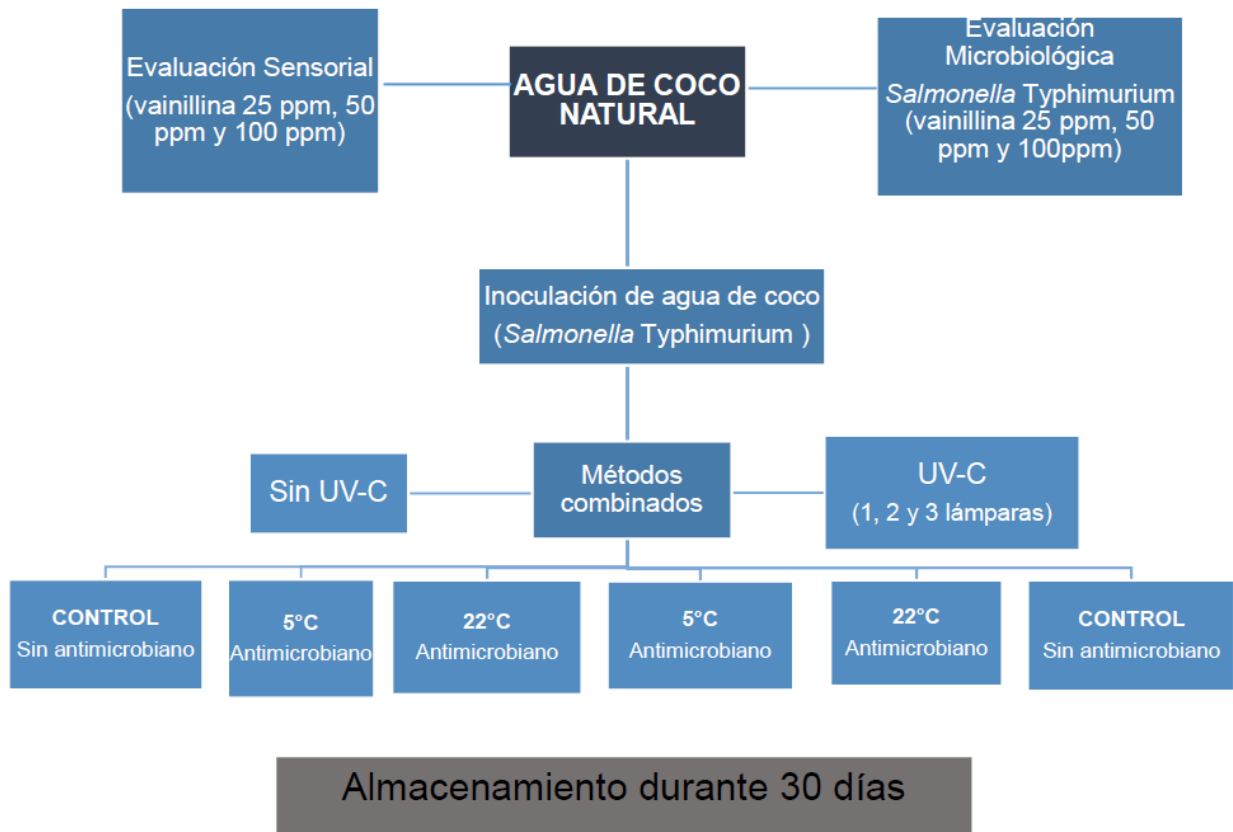 Evaluación Sensorial
(vainillina 25 ppm, 50
ppm y 100 ppm)
AGUA DE COCO
NATURAL
Evaluación
Microbiológica
Salmonella Typhimurium
(vainillina 25 ppm, 50
ppm y 100ppm)
Inoculación de agua de coco
(Salmonella Typhimurium )
Sin UV-C
Métodos
combinados
UV-C
(1, 2 y 3 lámparas)
CONTROL
Sin antimicrobiano
5°C
Antimicrobiano
22°C
Antimicrobiano
5°C
Antimicrobiano
22°C
Antimicrobiano
CONTROL
Sin antimicrobiano
Almacenamiento durante 30 días